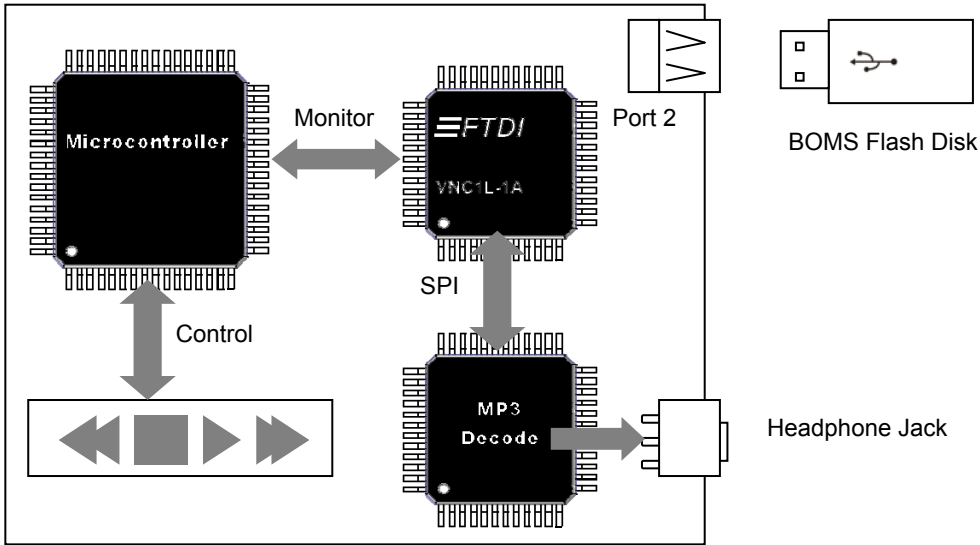 Microcontroller
Monitor
FTDI
VNC1L-1A
Port 2
BOMS Flash Disk
SPI
Control
MP3
Decode
Headphone Jack